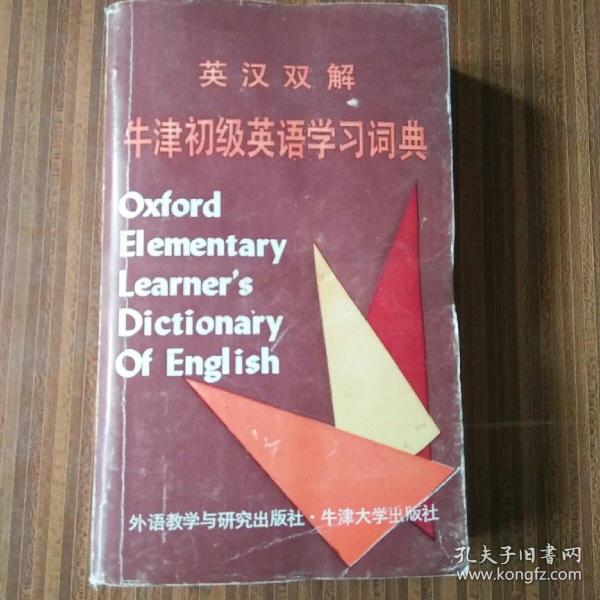 英汉双解
牛津初级英语学习词典
Oxford
Elementary
Learner's
Dictionary
Of English
外语教学与研究出版社·牛津大学出版社
孔夫子旧书网
www.kongfz.com